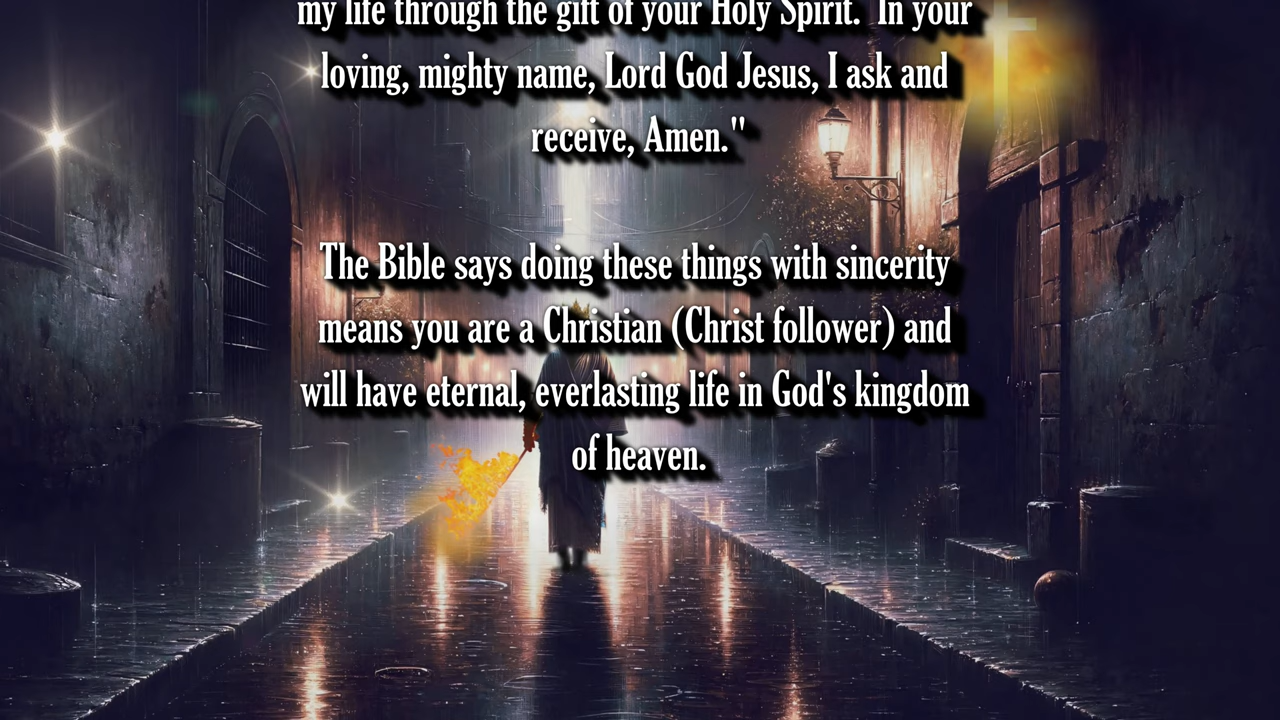 my life through the gift of your Holy Spirit.  In your
loving, mighty name, Lord God Jesus, I ask and
receive, Amen."
The Bible says doing these things with sincerity
means you are a Christian (Christ follower) and
will have eternal, everlasting life in God's kingdom
of heaven.